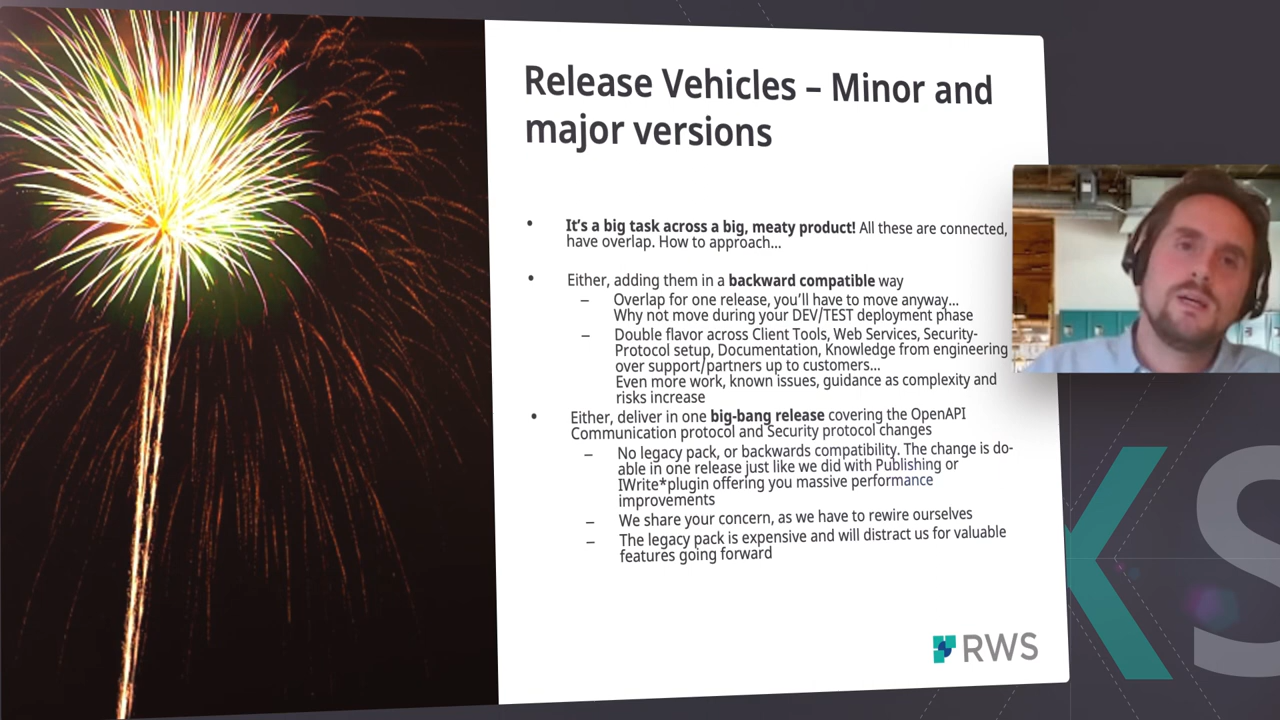 Release Vehicles – Minor and
major versions
• It's a big task across a big, meaty product! All these are connected,
have overlap. How to approach...
• Either, adding them in a backward compatible way
– Overlap for one release, you'll have to move anyway...
Why not move during your DEV/TEST deployment phase
– Double flavor across Client Tools, Web Services, Security-
Protocol setup, Documentation, Knowledge from engineering
over support/partners up to customers...
Even more work, known issues, guidance as complexity and
risks increase
• Either, deliver in one big-bang release covering the OpenAPI
Communication protocol and Security protocol changes
– No legacy pack, or backwards compatibility. The change is do-
able in one release just like we did with Publishing or
IWrite*plugin offering you massive performance
improvements
– We share your concern, as we have to rewire ourselves
– The legacy pack is expensive and will distract us for valuable
features going forward
RWS
KS